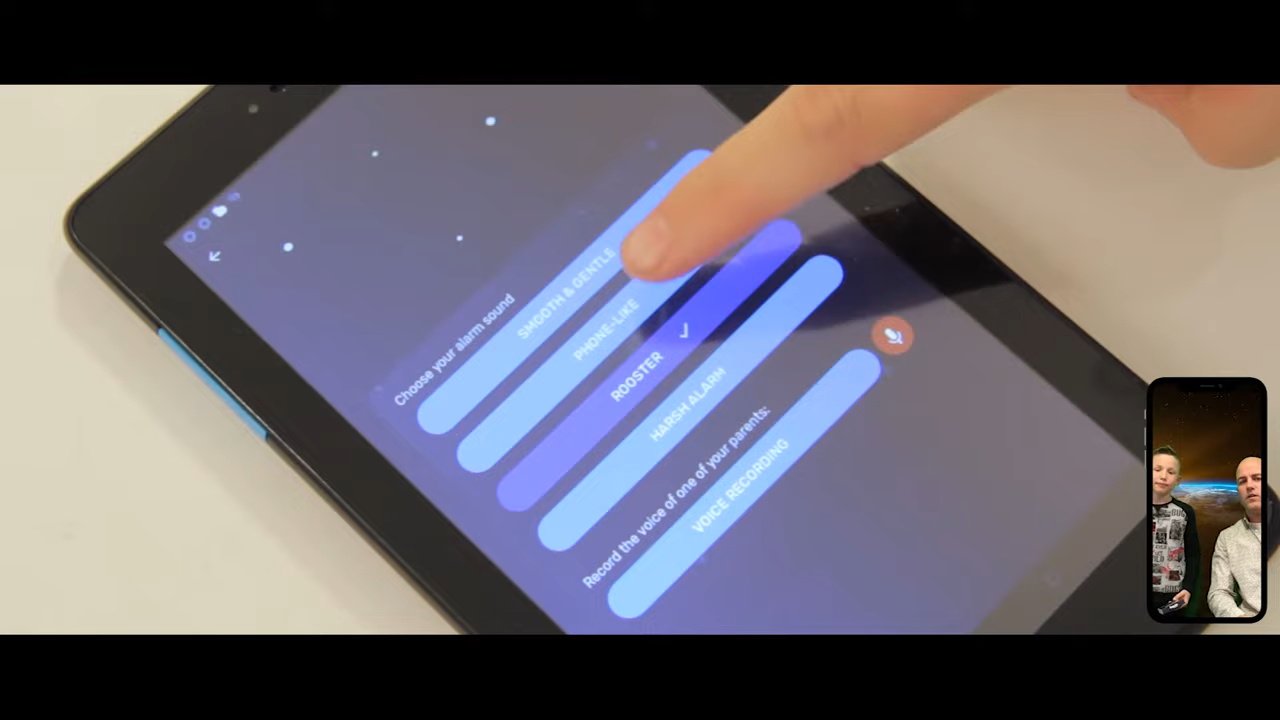 Choose your alarm sound
SMOOTH & GENTLE
PHONE-LIKE
ROOSTER
HARSH ALARM
Record the voice of one of your parents:
VOICE RECORDING